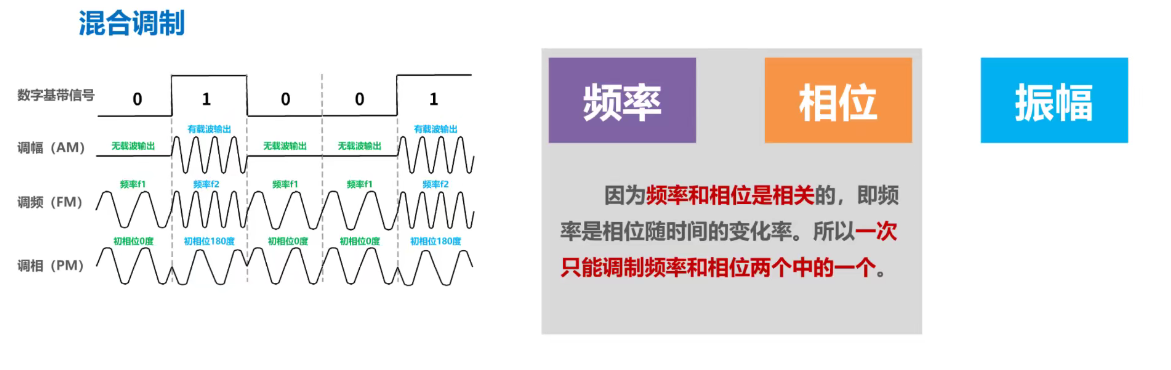 混合调制
数字基带信号
0 1 0 0 1
有载波输出 有载波输出
调幅（AM） 无载波输出 无载波输出 无载波输出
频率f1 频率f2 频率f1 频率f1 频率f2
调频（FM）
初相位0度 初相位180度 初相位0度 初相位0度 初相位180度
调相（PM）
频率 相位 振幅
因为频率和相位是相关的，即频
率是相位随时间的变化率。所以一次
只能调制频率和相位两个中的一个。